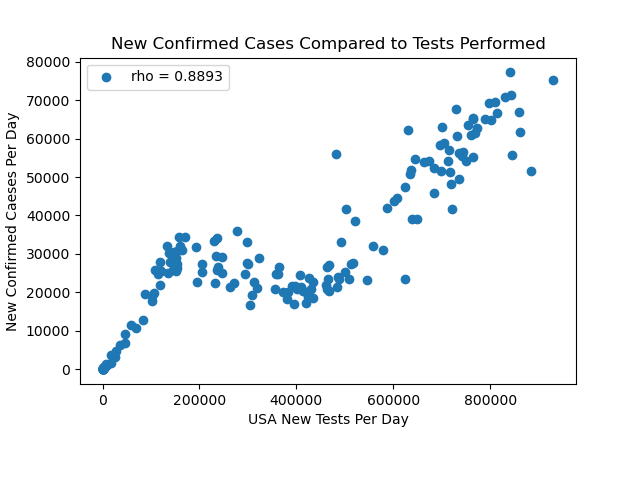 New Confirmed Cases Compared to Tests Performed
rho = 0.8893
80000
70000
60000
50000
40000
30000
20000
10000
0
New Confirmed Caeses Per Day
0 200000 400000 600000 800000
USA New Tests Per Day